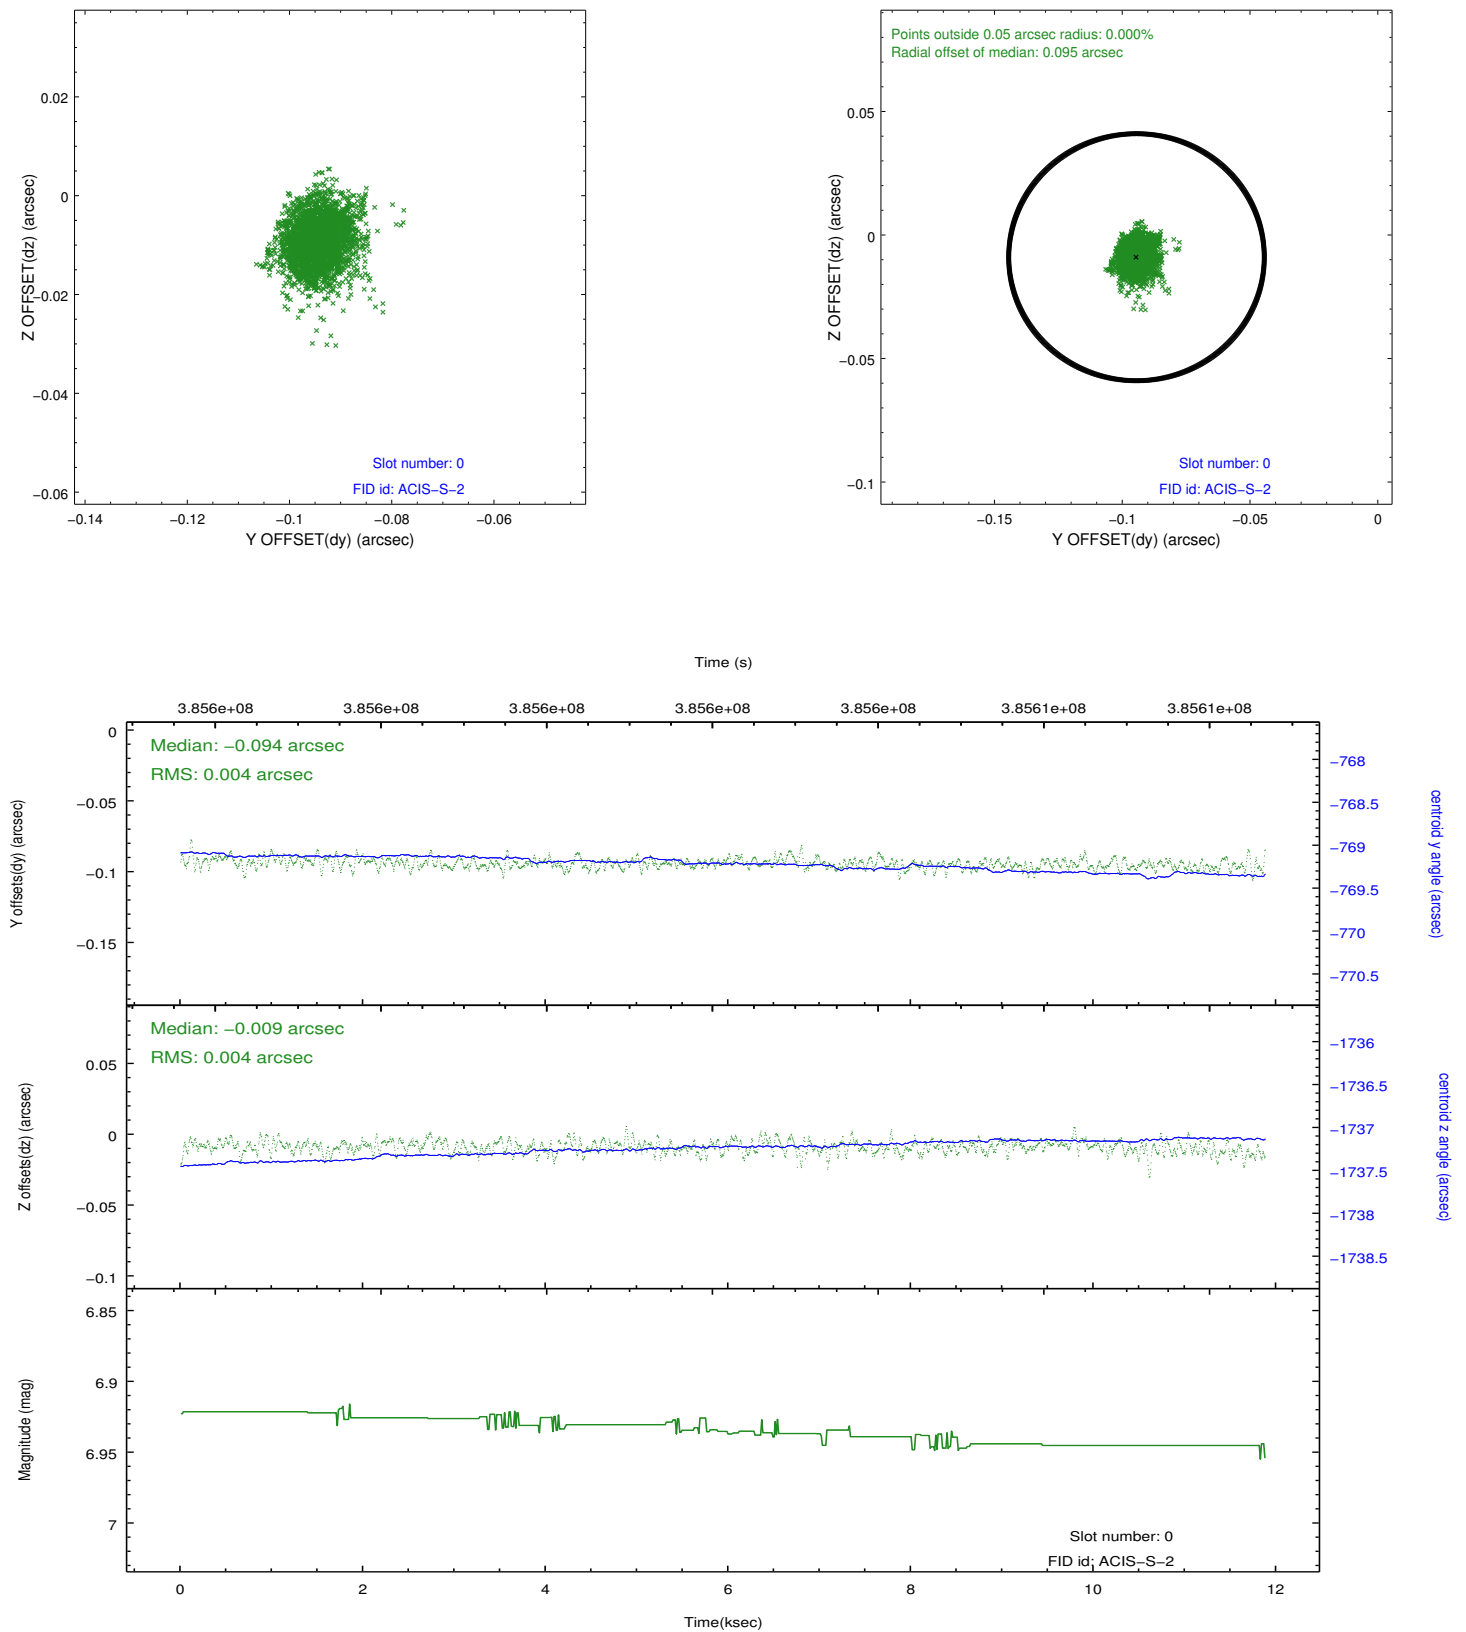 Points outside 0.05 arcsec radius: 0.000%
Radial offset of median: 0.095 arcsec
0.02
0
−0.02
−0.04
−0.06
Z OFFSET(dz) (arcsec)
Slot number: 0
FID id: ACIS−S−2
−0.14
−0.12
−0.1
−0.08
−0.06
Y OFFSET(dy) (arcsec)
0.05
0
−0.05
−0.1
Z OFFSET(dz) (arcsec)
Slot number: 0
FID id: ACIS−S−2
−0.15
−0.1
−0.05
0
Y OFFSET(dy) (arcsec)
Time (s)
3.856e+08
3.856e+08
3.856e+08
3.856e+08
3.856e+08
3.8561e+08
3.8561e+08
Median: −0.094 arcsec
RMS: 0.004 arcsec
0
−0.05
−0.1
−0.15
Y offsets(dy) (arcsec)
−768
−768.5
−769
−769.5
−770
−770.5
centroid y angle (arcsec)
Median: −0.009 arcsec
RMS: 0.004 arcsec
0.05
0
−0.05
−0.1
Z offsets(dz) (arcsec)
−1736
−1736.5
−1737
−1737.5
−1738
−1738.5
centroid z angle (arcsec)
6.85
6.9
6.95
7
Magnitude (mag)
Slot number: 0
FID id: ACIS−S−2
0
2
4
6
8
10
12
Time(ksec)